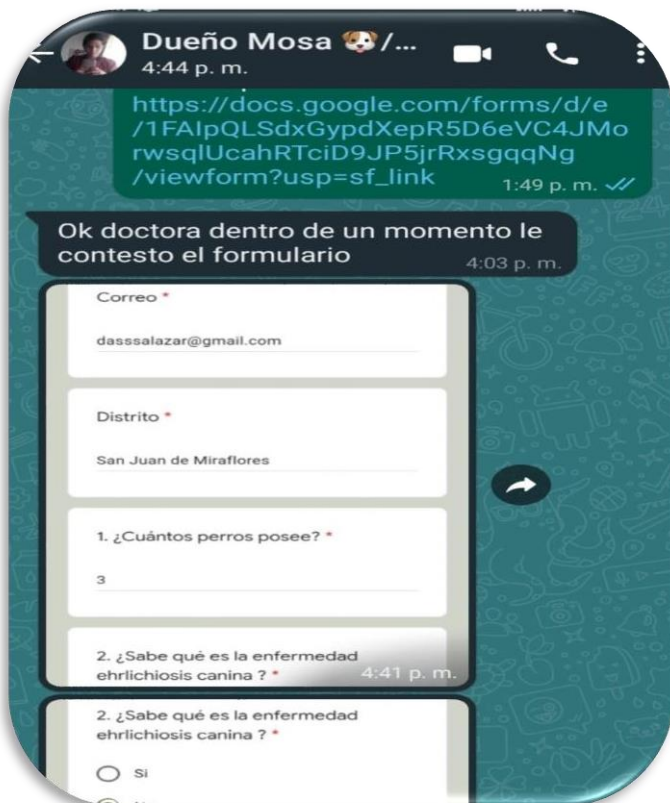 Dueño Mosa 🐶/...
4:44 p. m.
https://docs.google.com/forms/d/e
/1FAIpQLSdxGypdXepR5D6eVC4JMo
rwsqlUcahRTciD9JP5jrRxsgqqNg
/viewform?usp=sf_link
1:49 p. m.
Ok doctora dentro de un momento le
contesto el formulario
4:03 p. m.
Correo *
dasssalazar@gmail.com
Distrito *
San Juan de Miraflores
1. ¿Cuántos perros posee? *
3
2. ¿Sabe qué es la enfermedad
ehrlichiosis canina ? *
4:41 p. m.
2. ¿Sabe qué es la enfermedad
ehrlichiosis canina ? *
Si